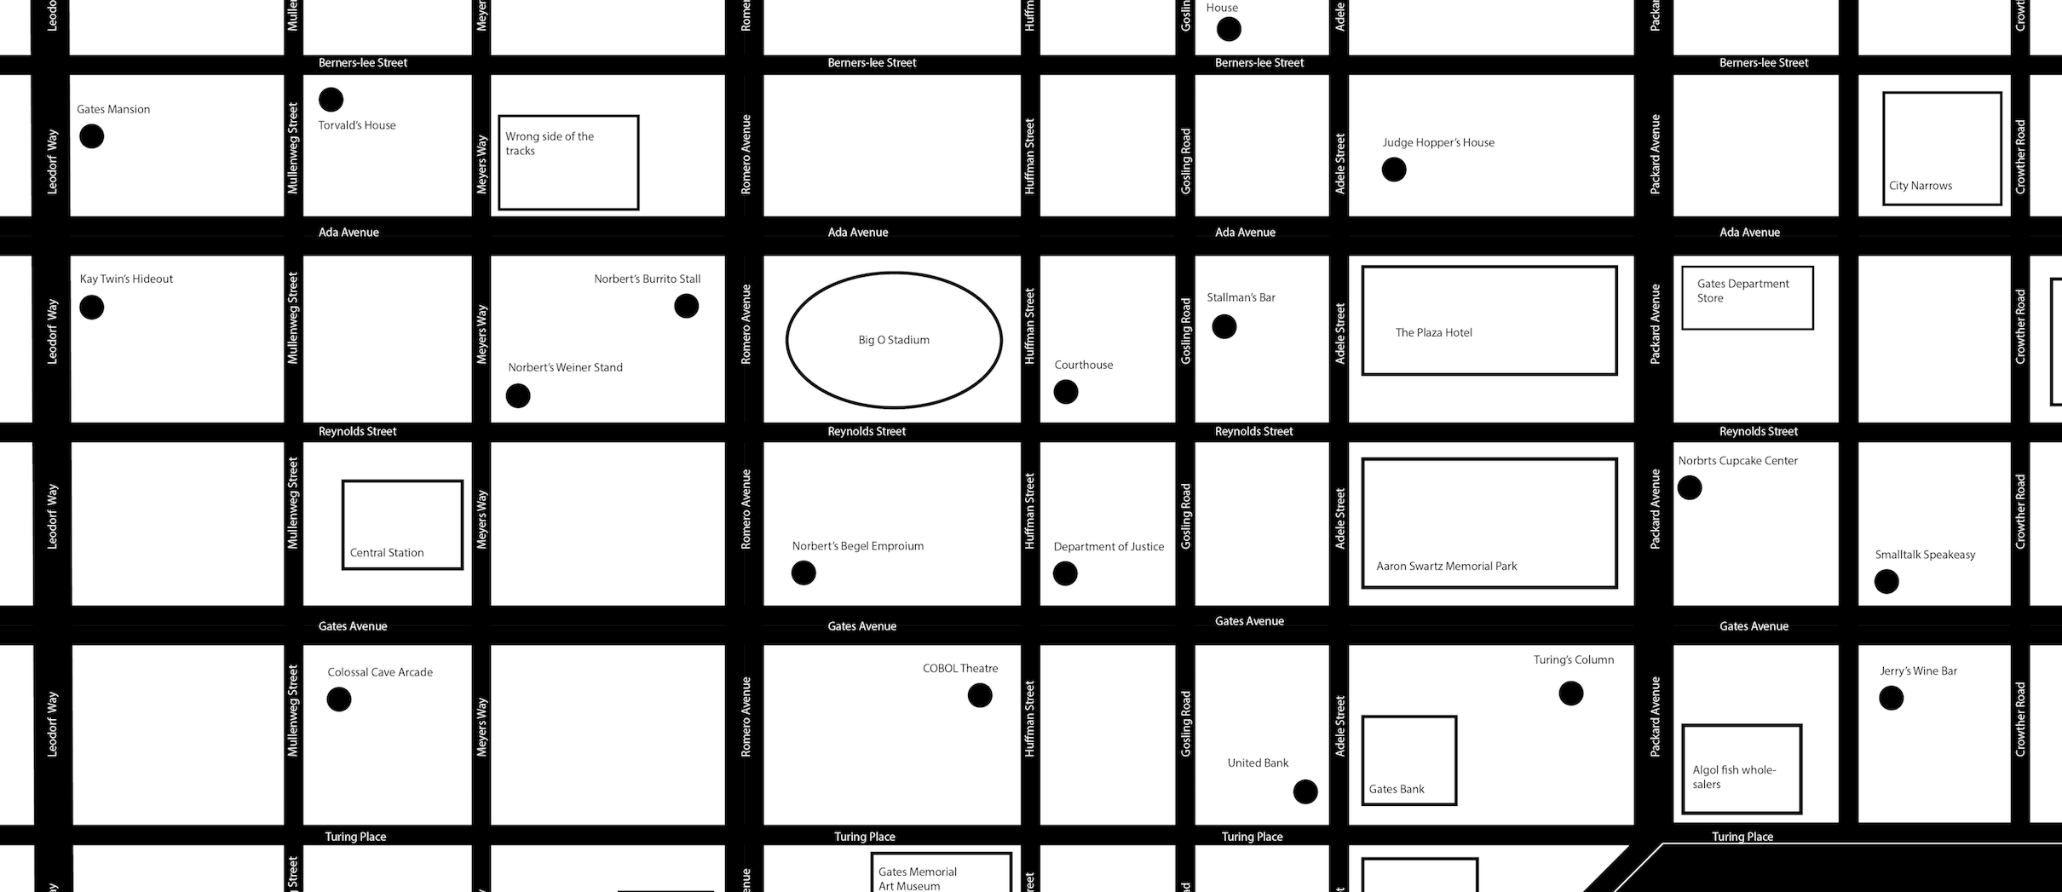 Leodo
Mulle
Meyers
Romer
Huffman
Gosling
House
Adele
Packar
Crowth
Berners-lee Street
Berners-lee Street
Berners-lee Street
Berners-lee Street
Gates Mansion
Torvald's House
Wrong side of the
tracks
Judge Hopper's House
City Narrows
Leodorf Way
Mullenweg Street
Meyers Way
Romero Avenue
Huffman Street
Gosling Road
Adele Street
Packard Avenue
Crowther Road
Ada Avenue
Ada Avenue
Ada Avenue
Ada Avenue
Kay Twin's Hideout
Norbert's Burrito Stall
Norbert's Weiner Stand
Big O Stadium
Courthouse
Stallman's Bar
The Plaza Hotel
Gates Department
Store
Leodorf Way
Mullenweg Street
Meyers Way
Romero Avenue
Huffman Street
Gosling Road
Adele Street
Packard Avenue
Crowther Road
Reynolds Street
Reynolds Street
Reynolds Street
Reynolds Street
Central Station
Norbert's Begel Emproium
Department of Justice
Aaron Swartz Memorial Park
Norbrts Cupcake Center
Smalltalk Speakeasy
Leodorf Way
Mullenweg Street
Meyers Way
Romero Avenue
Huffman Street
Gosling Road
Adele Street
Packard Avenue
Crowther Road
Gates Avenue
Gates Avenue
Gates Avenue
Gates Avenue
Colossal Cave Arcade
COBOL Theatre
United Bank
Gates Bank
Turing's Column
Algol fish whole-
salers
Jerry's Wine Bar
Leodorf Way
Mullenweg Street
Meyers Way
Romero Avenue
Huffman Street
Gosling Road
Adele Street
Packard Avenue
Crowther Road
Turing Place
Turing Place
Turing Place
Turing Place
Gates Memorial
Art Museum
ay
g Street
y
enue
reet
ad